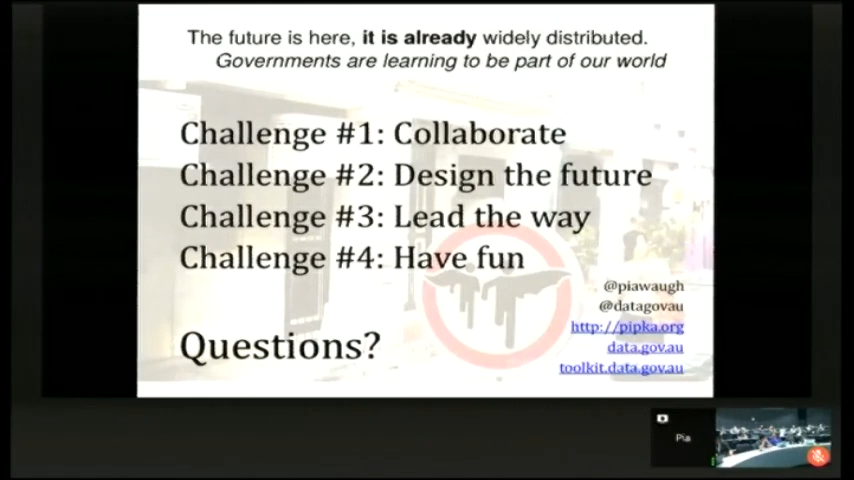 The future is here, it is already widely distributed.
Governments are learning to be part of our world
Challenge #1: Collaborate
Challenge #2: Design the future
Challenge #3: Lead the way
Challenge #4: Have fun
@piawaugh
@datagovau
http://pipka.org
data.gov.au
toolkit.data.gov.au
Questions?
Pia